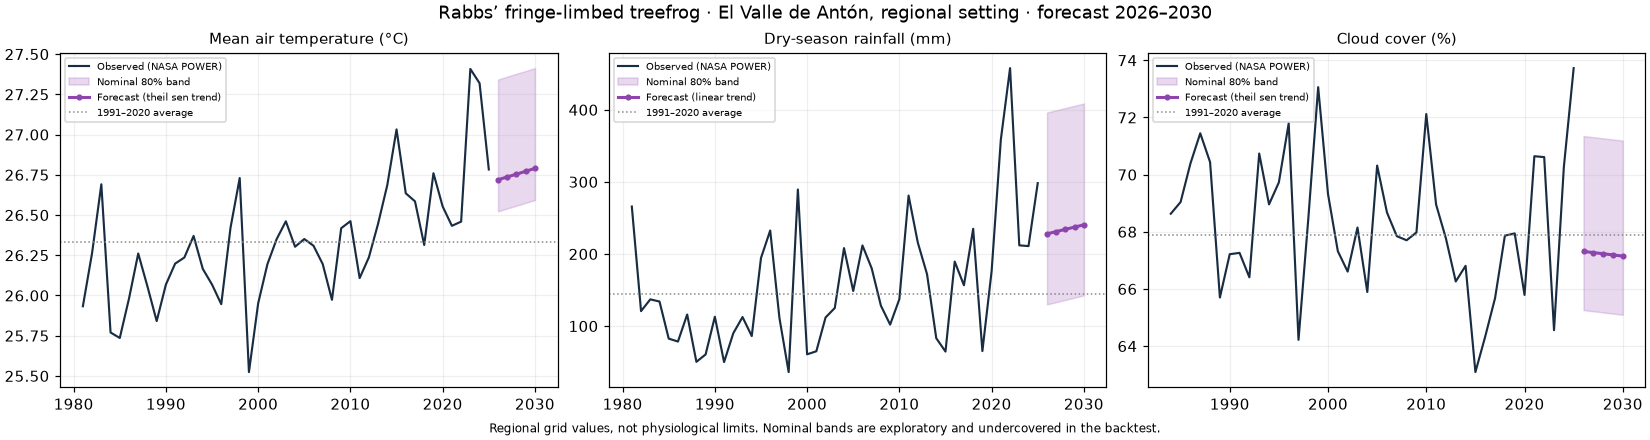 Rabbs’ fringe-limbed treefrog · El Valle de Antón, regional setting · forecast 2026–2030
Mean air temperature (°C)
27.50
27.25
27.00
26.75
26.50
26.25
26.00
25.75
25.50
1980 1990 2000 2010 2020 2030
Observed (NASA POWER)
Nominal 80% band
Forecast (theil sen trend)
1991–2020 average
Dry-season rainfall (mm)
400
300
200
100
1980 1990 2000 2010 2020 2030
Observed (NASA POWER)
Nominal 80% band
Forecast (linear trend)
1991–2020 average
Cloud cover (%)
74
72
70
68
66
64
1990 2000 2010 2020 2030
Observed (NASA POWER)
Nominal 80% band
Forecast (theil sen trend)
1991–2020 average
Regional grid values, not physiological limits. Nominal bands are exploratory and undercovered in the backtest.